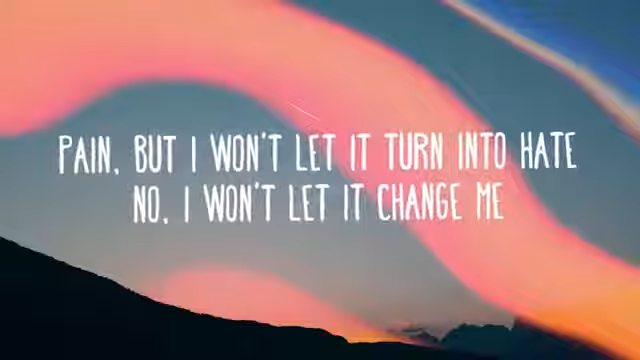 PAIN, BUT I WON'T LET IT TURN INTO HATE
NO, I WON'T LET IT CHANGE ME